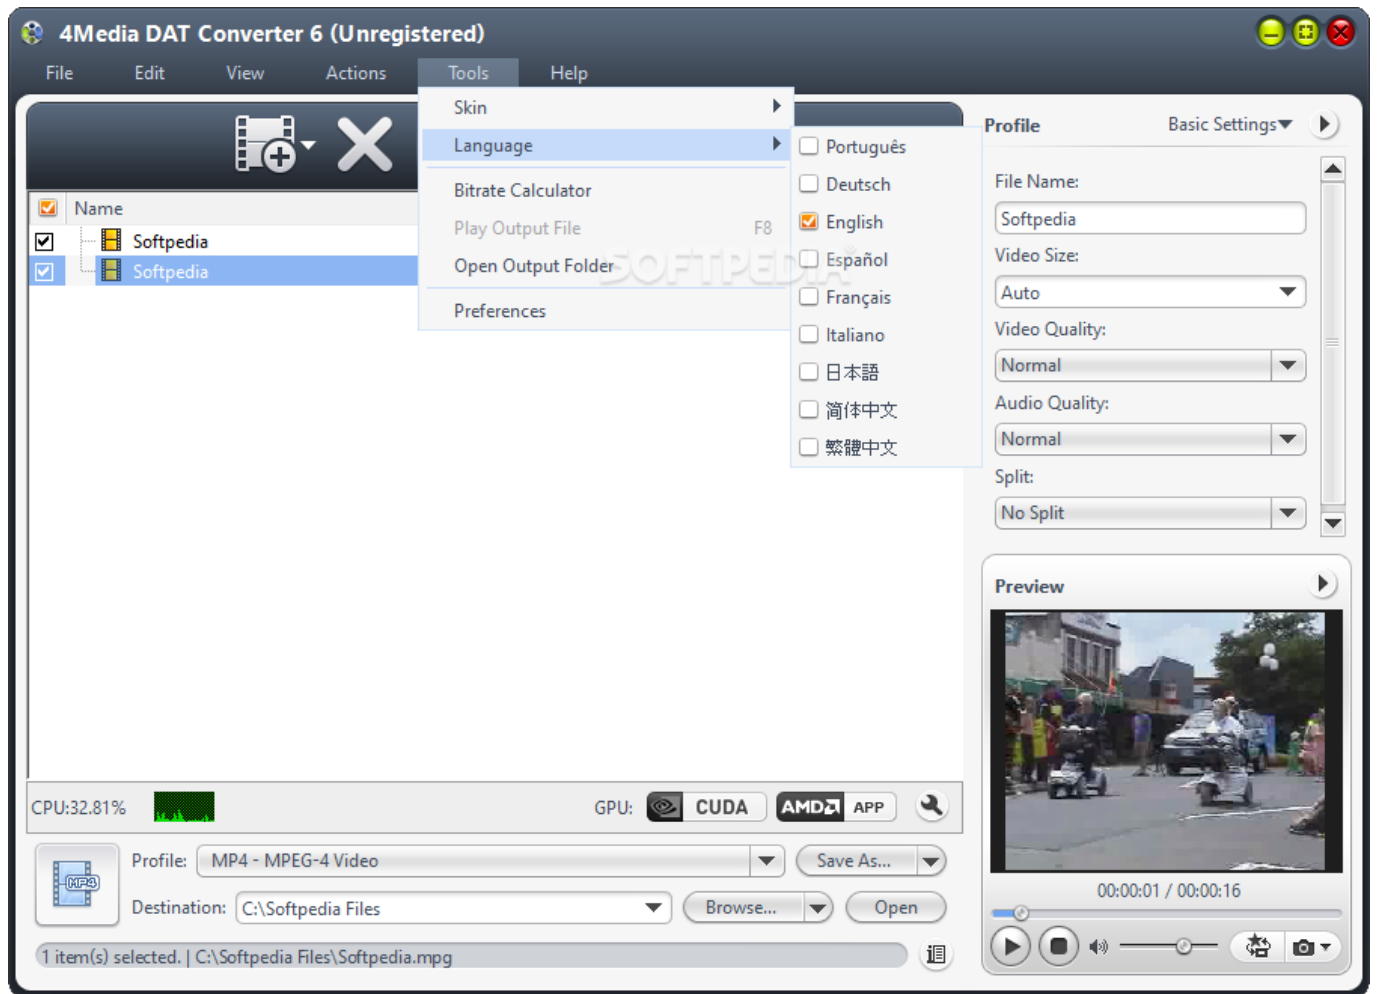 4Media DAT Converter 6 (Unregistered)
File Edit View Actions Tools Help
Skin
Language
Bitrate Calculator
Play Output File F8
Open Output Folder
Preferences
Português
Deutsch
English
Español
Français
Italiano
日本語
简体中文
繁體中文
SOFTPEDIA
Name
Softpedia
Softpedia
Profile Basic Settings
File Name:
Softpedia
Video Size:
Auto
Video Quality:
Normal
Audio Quality:
Normal
Split:
No Split
Preview
00:00:01 / 00:00:16
CPU:32.81%
GPU: CUDA AMD APP
MP4
Profile: MP4 - MPEG-4 Video Save As...
Destination: C:\Softpedia Files Browse... Open
1 item(s) selected. | C:\Softpedia Files\Softpedia.mpg